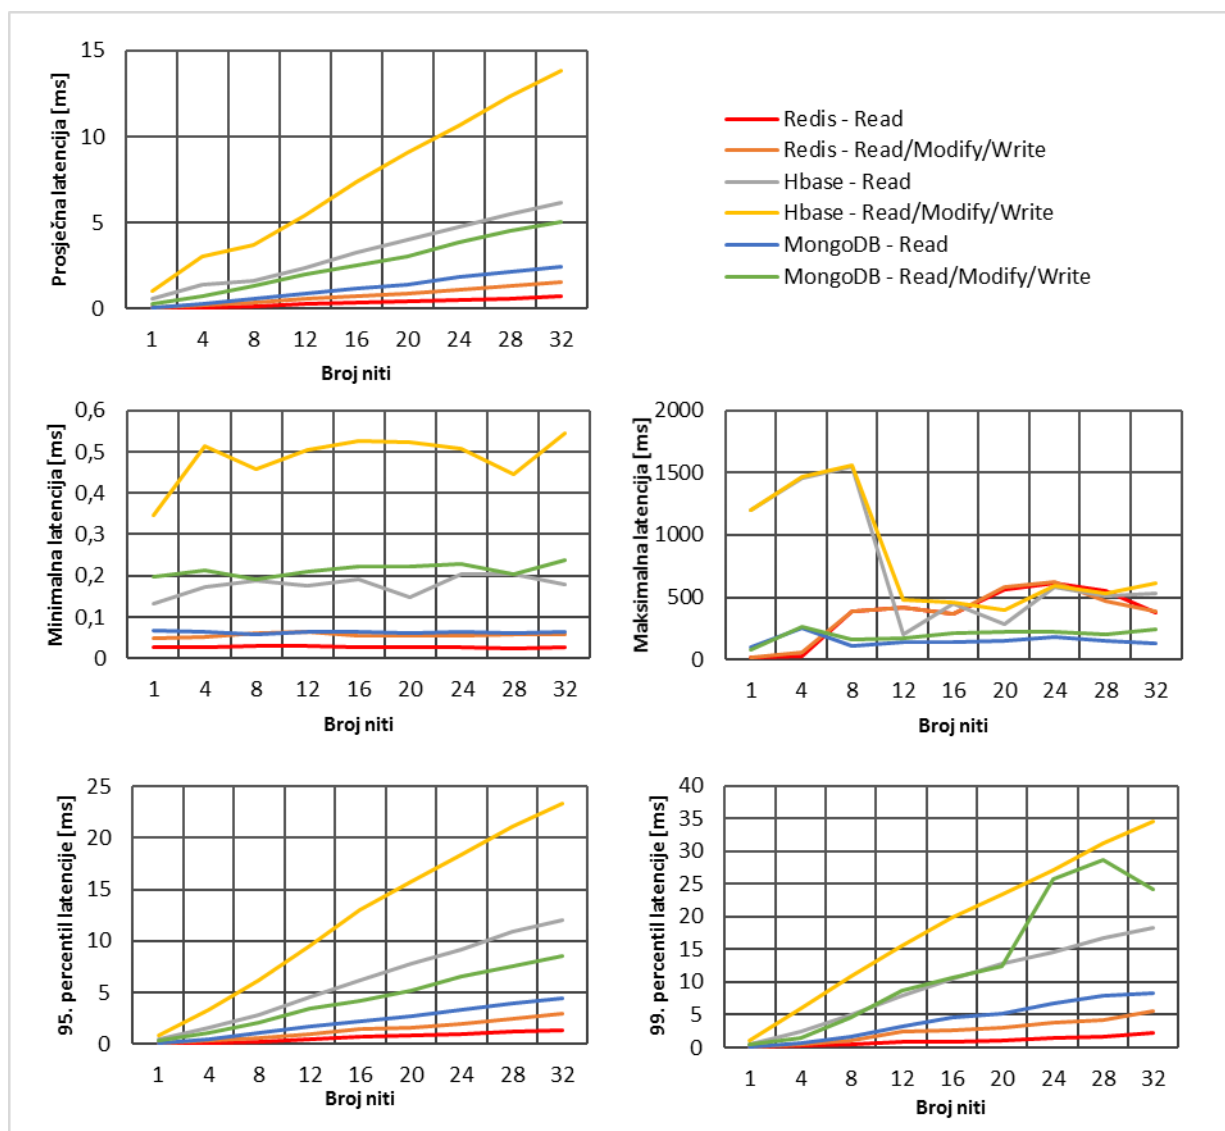 Prosječna latencija [ms]
15
10
5
0
1 4 8 12 16 20 24 28 32
Broj niti
Redis - Read
Redis - Read/Modify/Write
Hbase - Read
Hbase - Read/Modify/Write
MongoDB - Read
MongoDB - Read/Modify/Write
Minimalna latencija [ms]
0,6
0,5
0,4
0,3
0,2
0,1
0
1 4 8 12 16 20 24 28 32
Broj niti
Maksimalna latencija [ms]
2000
1500
1000
500
0
1 4 8 12 16 20 24 28 32
Broj niti
95. percentil latencije [ms]
25
20
15
10
5
0
1 4 8 12 16 20 24 28 32
Broj niti
99. percentil latencije [ms]
40
35
30
25
20
15
10
5
0
1 4 8 12 16 20 24 28 32
Broj niti